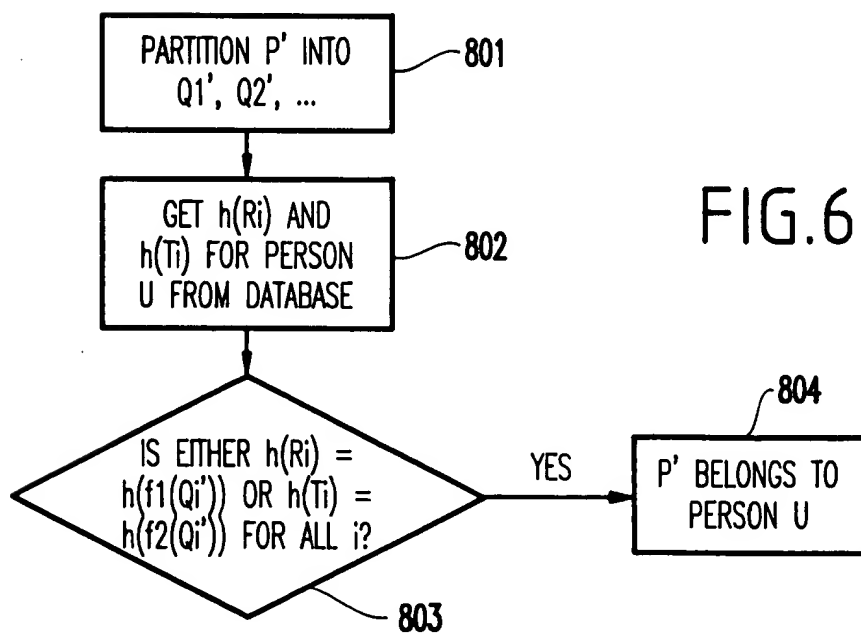 PARTITION P' INTO
Q1', Q2', ...
801
GET h(Ri) AND
h(Ti) FOR PERSON
U FROM DATABASE
802
FIG.6
IS EITHER h(Ri) =
h(f1(Qi')) OR h(Ti) =
h(f2(Qi')) FOR ALL i?
803
YES
804
P' BELONGS TO
PERSON U